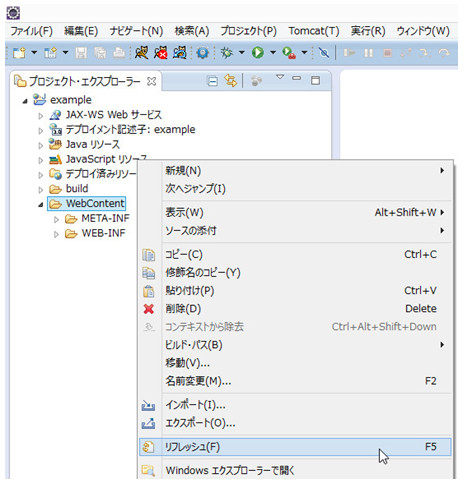 ファイル(F) 編集(E) ナビゲート(N) 検索(A) プロジェクト(P) Tomcat(T) 実行(R) ウィンドウ(W)
プロジェクト・エクスプローラー
example
JAX-WS Web サービス
デプロイメント記述子: example
Java リソース
JavaScript リソース
デプロイ済みリソー
build
WebContent
META-INF
WEB-INF
新規(N)
次へジャンプ(I)
表示(W) Alt+Shift+W
ソースの添付
コピー(C) Ctrl+C
修飾名のコピー(Y)
貼り付け(P) Ctrl+V
削除(D) Delete
コンテキストから除去 Ctrl+Alt+Shift+Down
ビルド・パス(B)
移動(V)...
名前変更(M)... F2
インポート(I)...
エクスポート(O)...
リフレッシュ(F) F5
Windows エクスプローラーで開く